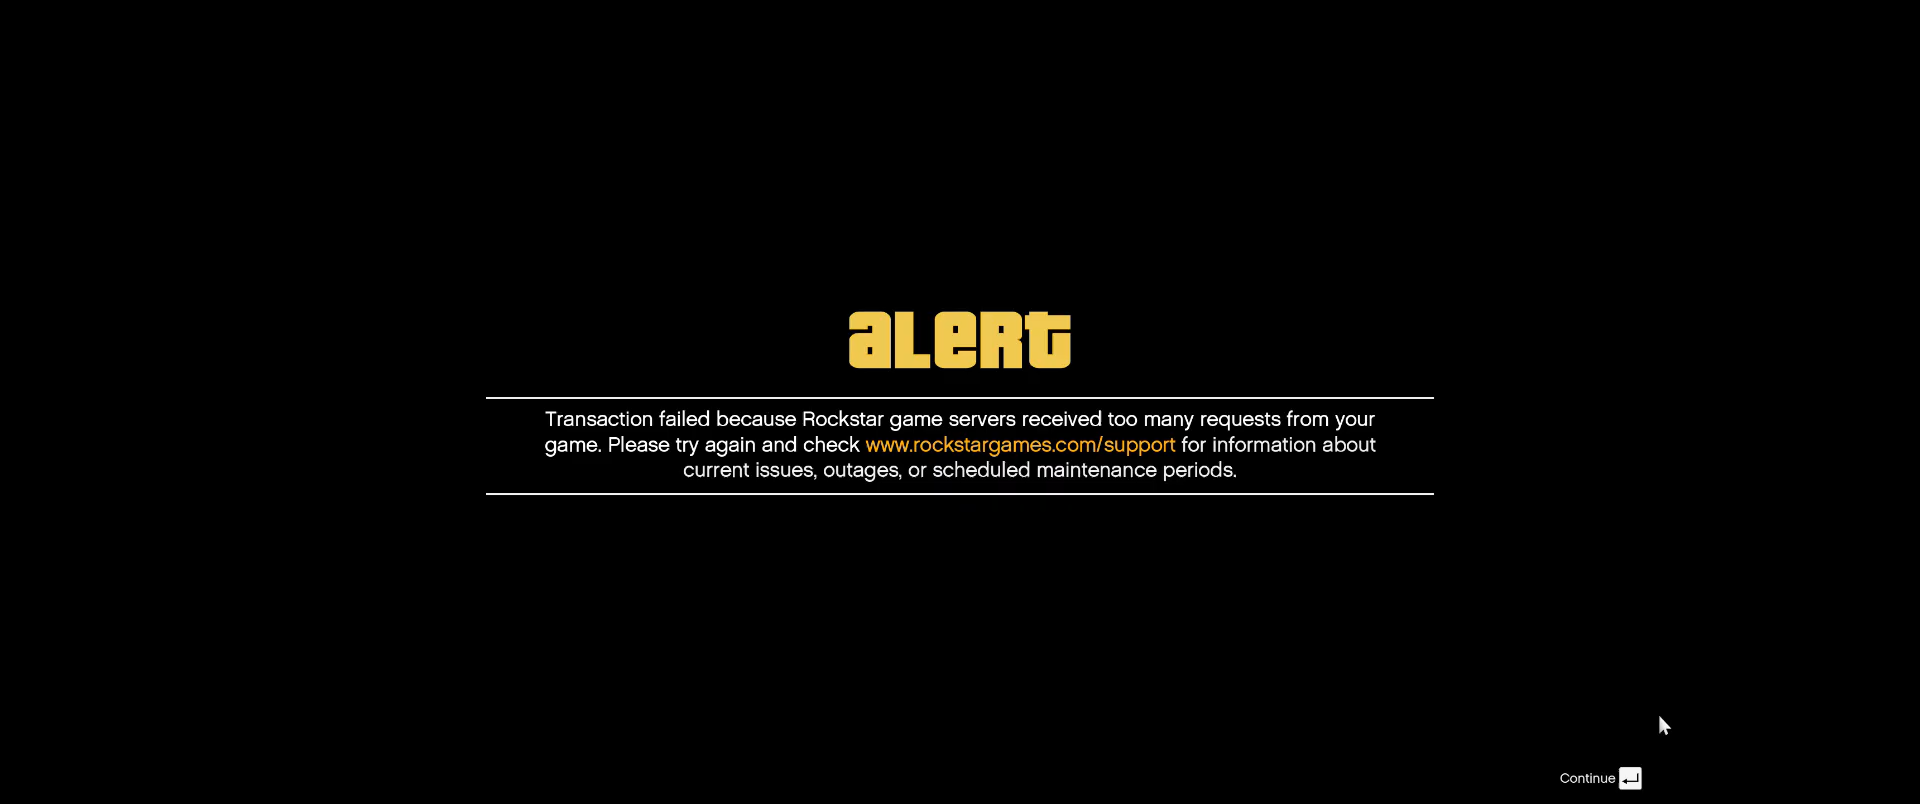 alert
Transaction failed because Rockstar game servers received too many requests from your
game. Please try again and check www.rockstargames.com/support for information about
current issues, outages, or scheduled maintenance periods.
Continue